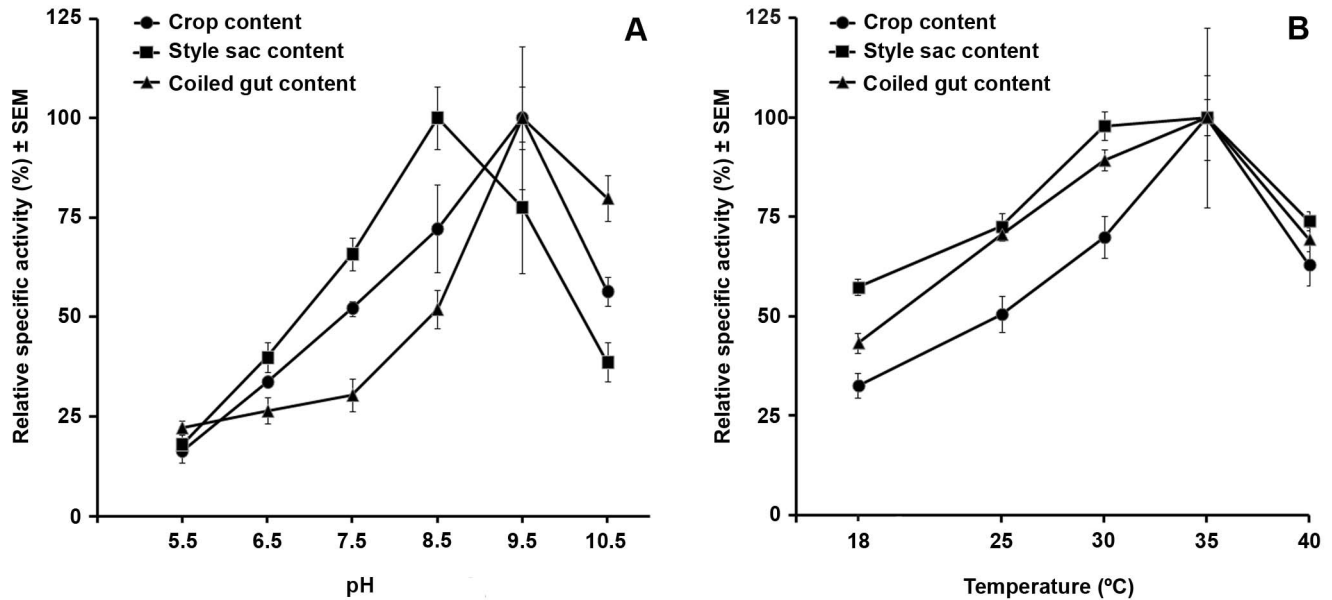 A
Crop content
Style sac content
Coiled gut content
Relative specific activity (%) ± SEM
125
100
75
50
25
0
5.5 6.5 7.5 8.5 9.5 10.5
pH
B
Crop content
Style sac content
Coiled gut content
Relative specific activity (%) ± SEM
125
100
75
50
25
0
18 25 30 35 40
Temperature (ºC)